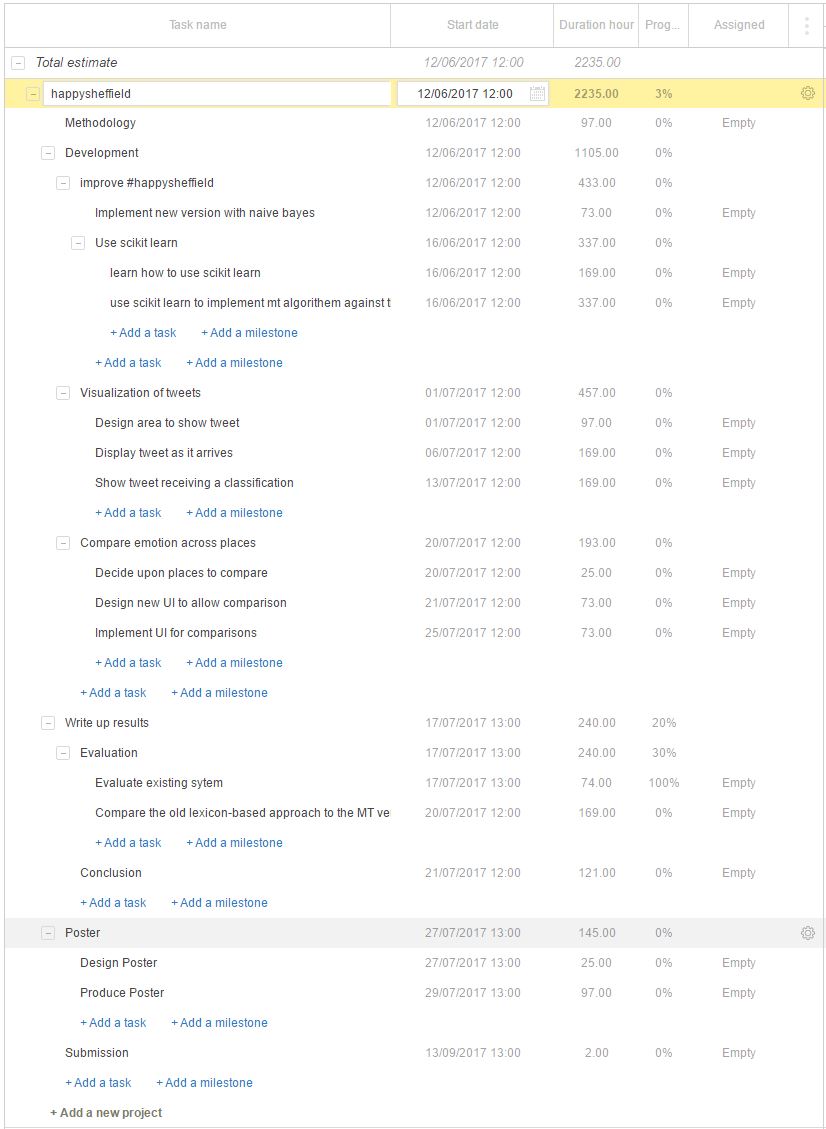 Task name Start date Duration hour Prog... Assigned
Total estimate 12/06/2017 12:00 2235.00
happysheffield 12/06/2017 12:00 2235.00 3%
Methodology 12/06/2017 12:00 97.00 0% Empty
Development 12/06/2017 12:00 1105.00 0%
improve #happysheffield 12/06/2017 12:00 433.00 0%
Implement new version with naive bayes 12/06/2017 12:00 73.00 0% Empty
Use scikit learn 16/06/2017 12:00 337.00 0%
learn how to use scikit learn 16/06/2017 12:00 169.00 0% Empty
use scikit learn to implement mt algorithem against t 16/06/2017 12:00 337.00 0% Empty
+ Add a task + Add a milestone
+ Add a task + Add a milestone
Visualization of tweets 01/07/2017 12:00 457.00 0%
Design area to show tweet 01/07/2017 12:00 97.00 0% Empty
Display tweet as it arrives 06/07/2017 12:00 169.00 0% Empty
Show tweet receiving a classification 13/07/2017 12:00 169.00 0% Empty
+ Add a task + Add a milestone
Compare emotion across places 20/07/2017 12:00 193.00 0%
Decide upon places to compare 20/07/2017 12:00 25.00 0% Empty
Design new UI to allow comparison 21/07/2017 12:00 73.00 0% Empty
Implement UI for comparisons 25/07/2017 12:00 73.00 0% Empty
+ Add a task + Add a milestone
+ Add a task + Add a milestone
Write up results 17/07/2017 13:00 240.00 20%
Evaluation 17/07/2017 13:00 240.00 30%
Evaluate existing sytem 17/07/2017 13:00 74.00 100% Empty
Compare the old lexicon-based approach to the MT ve 20/07/2017 12:00 169.00 0% Empty
+ Add a task + Add a milestone
Conclusion 21/07/2017 12:00 121.00 0% Empty
+ Add a task + Add a milestone
Poster 27/07/2017 13:00 145.00 0%
Design Poster 27/07/2017 13:00 25.00 0% Empty
Produce Poster 29/07/2017 13:00 97.00 0% Empty
+ Add a task + Add a milestone
Submission 13/09/2017 13:00 2.00 0% Empty
+ Add a task + Add a milestone
+ Add a new project